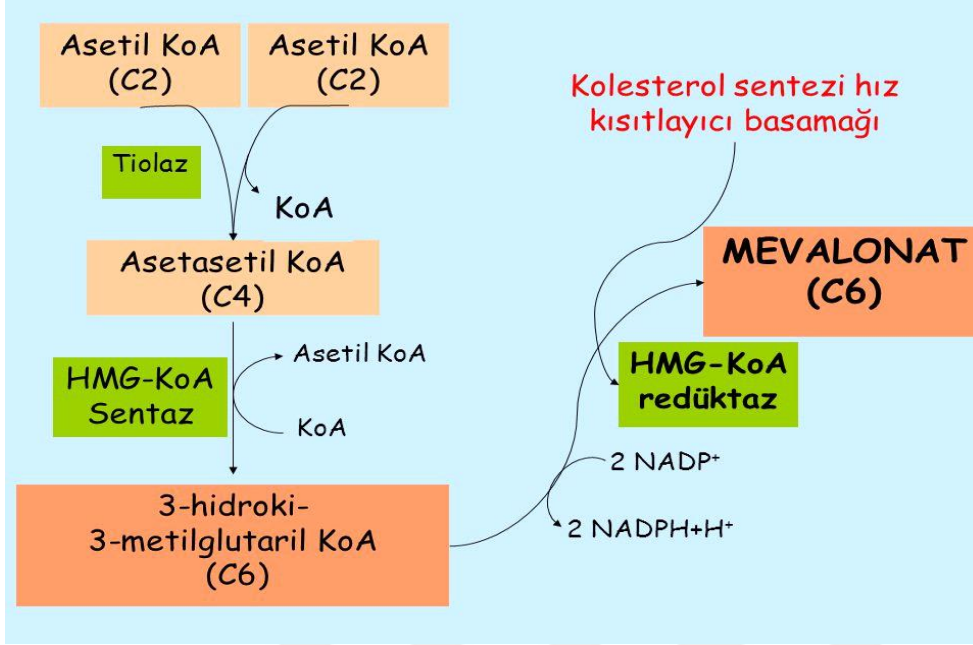 Asetil KoA
(C2)
Asetil KoA
(C2)
Kolesterol sentezi hız
kısıtlayıcı basamağı
Tiolaz
KoA
Asetasetil KoA
(C4)
MEVALONAT
(C6)
HMG-KoA
Sentaz
Asetil KoA
KoA
HMG-KoA
redüktaz
2 NADP⁺
2 NADPH+H⁺
3-hidroki-
3-metilglutaril KoA
(C6)